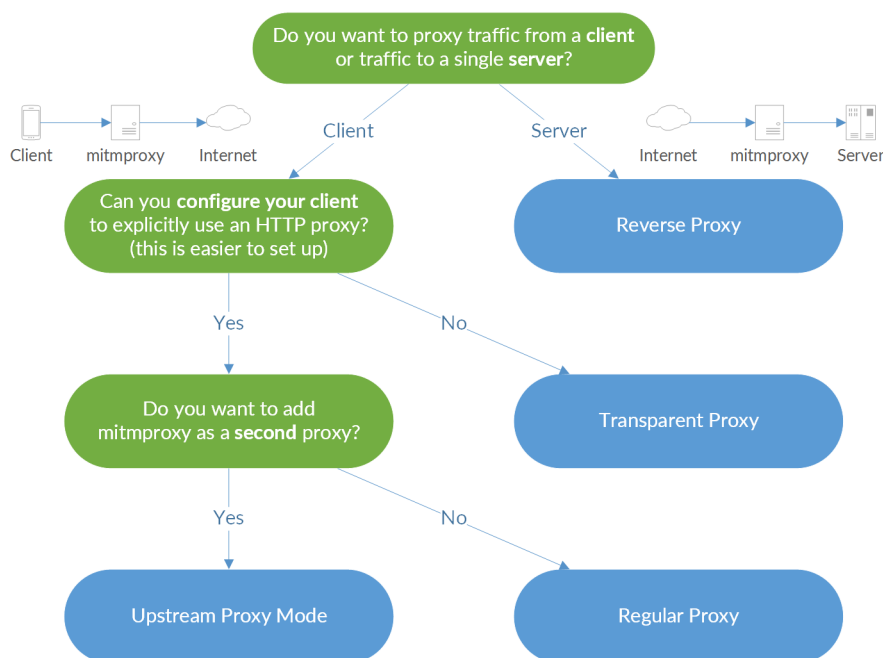 Do you want to proxy traffic from a client
or traffic to a single server?
Client
mitmproxy
Internet
Client
Server
Internet
mitmproxy
Server
Can you configure your client
to explicitly use an HTTP proxy?
(this is easier to set up)
Reverse Proxy
Yes
No
Do you want to add
mitmproxy as a second proxy?
Transparent Proxy
Yes
No
Upstream Proxy Mode
Regular Proxy